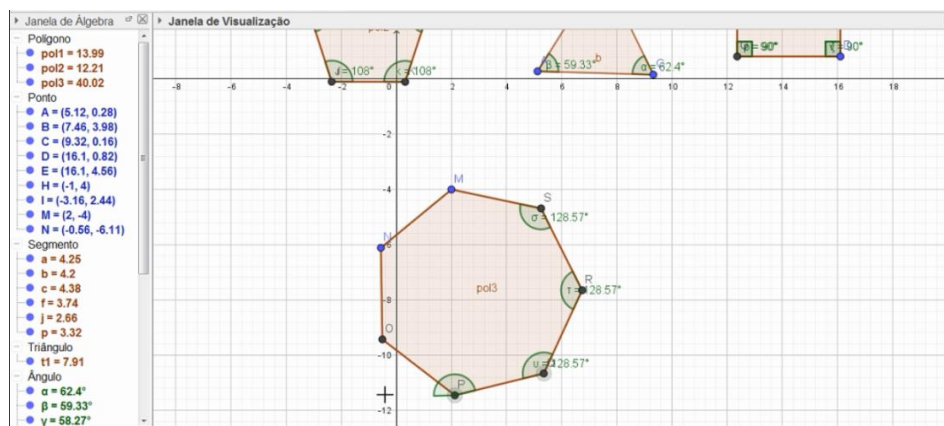 Janela de Álgebra
Polígono
pol1 = 13.99
pol2 = 12.21
pol3 = 40.02
Ponto
A = (5.12, 0.28)
B = (7.46, 3.98)
C = (9.32, 0.16)
D = (16.1, 0.82)
E = (16.1, 4.56)
H = (-1, 4)
I = (-3.16, 2.44)
M = (2, -4)
N = (-0.56, -6.11)
Segmento
a = 4.25
b = 4.2
c = 4.38
f = 3.74
j = 2.66
p = 3.32
Triângulo
t1 = 7.91
Ângulo
α = 62.4°
β = 59.33°
γ = 58.27°
Janela de Visualização
= 108°
108°
β = 59.33°
b
α = 62.4°
= 90°
= 90°
-8 -6 -4 -2 0 2 4 6 8 10 12 14 16 18
-2
-4
M
S
σ = 128.57°
N
-6
R
128.57°
pol3
-8
O
-10
128.57°
P
-12